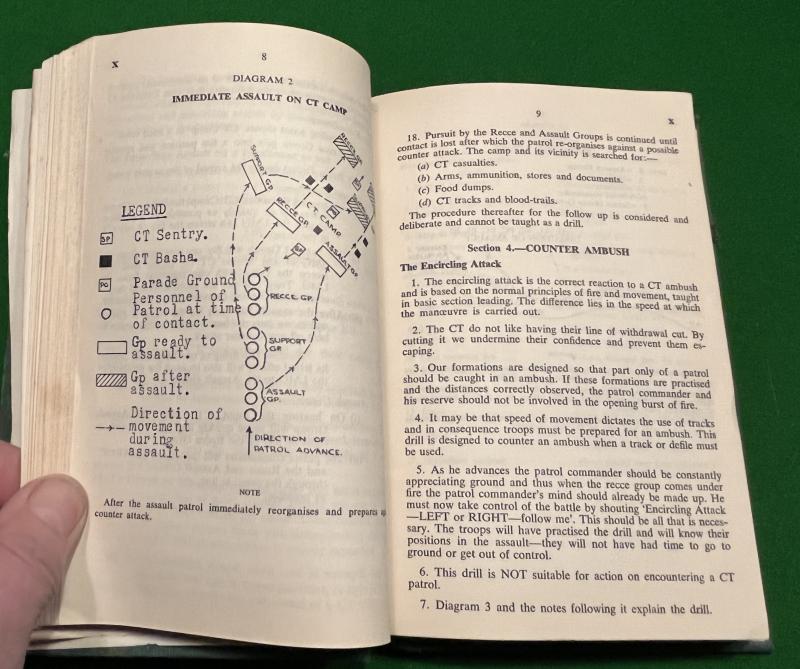 X
8
DIAGRAM 2
IMMEDIATE ASSAULT ON CT CAMP
SUPPORT GP.
RECCE GP.
CT CAMP
ASSAULT GP.
SP
RECCE GP.
SUPPORT GP.
ASSAULT GP.
DIRECTION OF
PATROL ADVANCE.
LEGEND
SP CT Sentry.
CT Basha.
PG Parade Ground
Personnel of
Patrol at time
of contact.
Gp ready to
assault.
Gp after
assault.
Direction of
movement
during
assault.
NOTE
After the assault patrol immediately reorganises and prepares
counter attack.
9
X
18. Pursuit by the Recce and Assault Groups is continued until
contact is lost after which the patrol re-organises against a possible
counter attack. The camp and its vicinity is searched for:—
(a) CT casualties.
(b) Arms, ammunition, stores and documents.
(c) Food dumps.
(d) CT tracks and blood-trails.
The procedure thereafter for the follow up is considered and
deliberate and cannot be taught as a drill.
Section 4.—COUNTER AMBUSH
The Encircling Attack
1. The encircling attack is the correct reaction to a CT ambush
and is based on the normal principles of fire and movement, taught
in basic section leading. The difference lies in the speed at which
the manœuvre is carried out.
2. The CT do not like having their line of withdrawal cut. By
cutting it we undermine their confidence and prevent them es-
caping.
3. Our formations are designed so that part only of a patrol
should be caught in an ambush. If these formations are practised
and the distances correctly observed, the patrol commander and
his reserve should not be involved in the opening burst of fire.
4. It may be that speed of movement dictates the use of tracks
and in consequence troops must be prepared for an ambush. This
drill is designed to counter an ambush when a track or defile must
be used.
5. As he advances the patrol commander should be constantly
appreciating ground and thus when the recce group comes under
fire the patrol commander's mind should already be made up. He
must now take control of the battle by shouting 'Encircling Attack
—LEFT or RIGHT—follow me'. This should be all that is neces-
sary. The troops will have practised the drill and will know their
positions in the assault—they will not have had time to go to
ground or get out of control.
6. This drill is NOT suitable for action on encountering a CT
patrol.
7. Diagram 3 and the notes following it explain the drill.